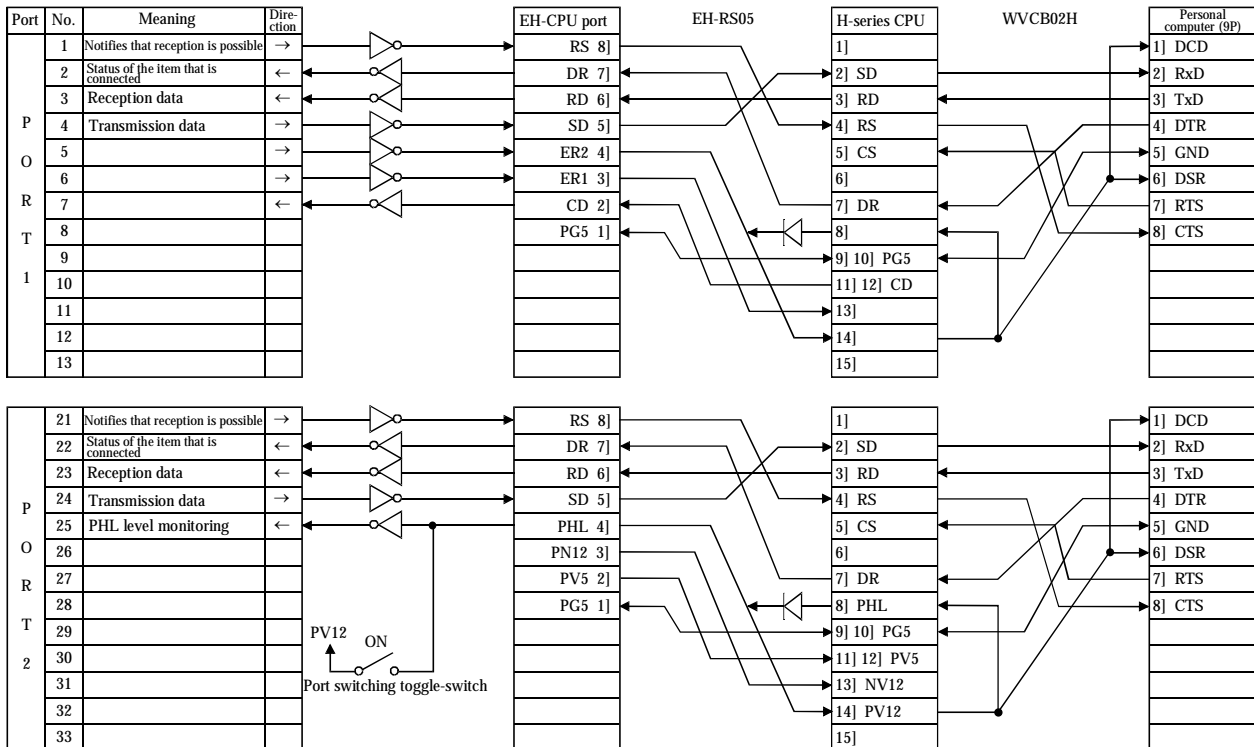 Port No. Meaning Dire-ction EH-CPU port EH-RS05 H-series CPU WVCB02H Personal computer (9P)
PORT 1
1 Notifies that reception is possible → RS 8] 1] 1] DCD
2 Status of the item that is connected ← DR 7] 2] SD 2] RxD
3 Reception data ← RD 6] 3] RD 3] TxD
4 Transmission data → SD 5] 4] RS 4] DTR
5 → ER2 4] 5] CS 5] GND
6 → ER1 3] 6] 6] DSR
7 ← CD 2] 7] DR 7] RTS
8 PG5 1] 8] 8] CTS
9 9] 10] PG5
10 11] 12] CD
11 13]
12 14]
13 15]
PORT 2
21 Notifies that reception is possible → RS 8] 1] 1] DCD
22 Status of the item that is connected ← DR 7] 2] SD 2] RxD
23 Reception data ← RD 6] 3] RD 3] TxD
24 Transmission data → SD 5] 4] RS 4] DTR
25 PHL level monitoring ← PHL 4] 5] CS 5] GND
26 PN12 3] 6] 6] DSR
27 PV5 2] 7] DR 7] RTS
28 PG5 1] 8] PHL 8] CTS
29 9] 10] PG5
PV12 ON
30 11] 12] PV5
31 Port switching toggle-switch 13] NV12
32 14] PV12
33 15]